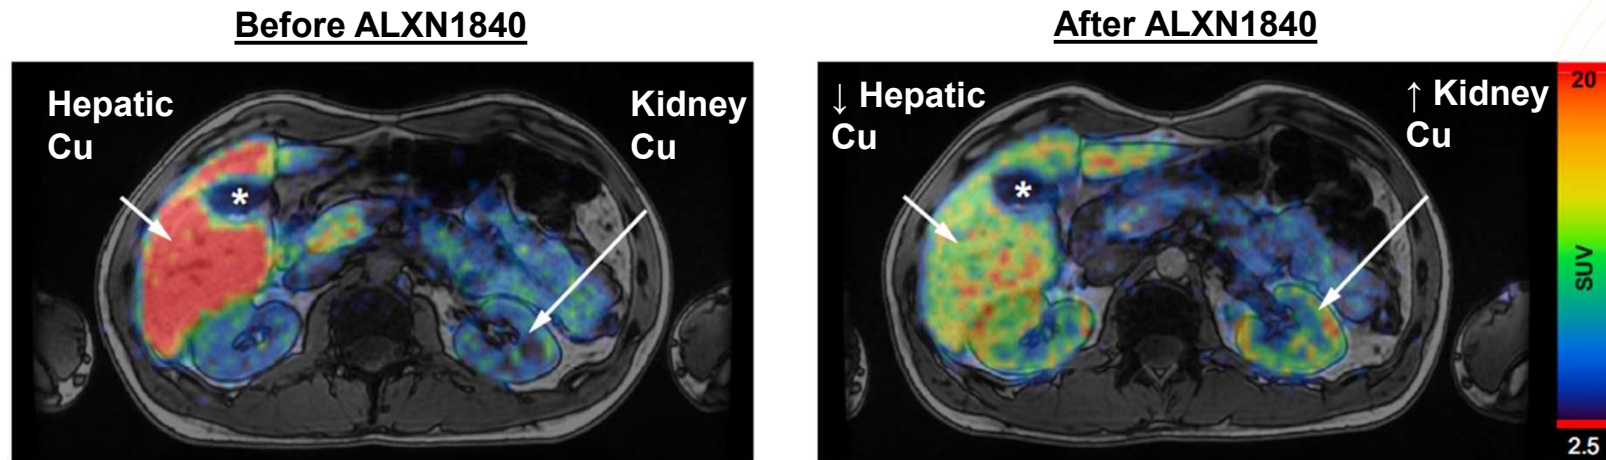 Before ALXN1840
After ALXN1840
Hepatic
Cu
*
Kidney
Cu
↓ Hepatic
Cu
*
↑ Kidney
Cu
20
SUV
2.5